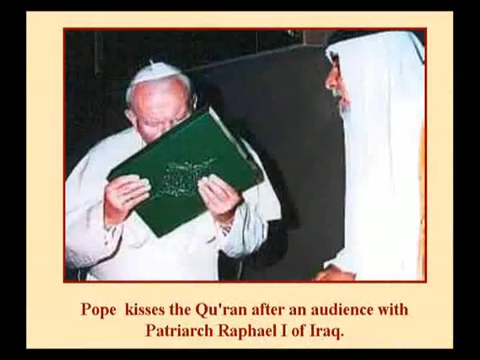 Pope kisses the Qu'ran after an audience with
Patriarch Raphael I of Iraq.